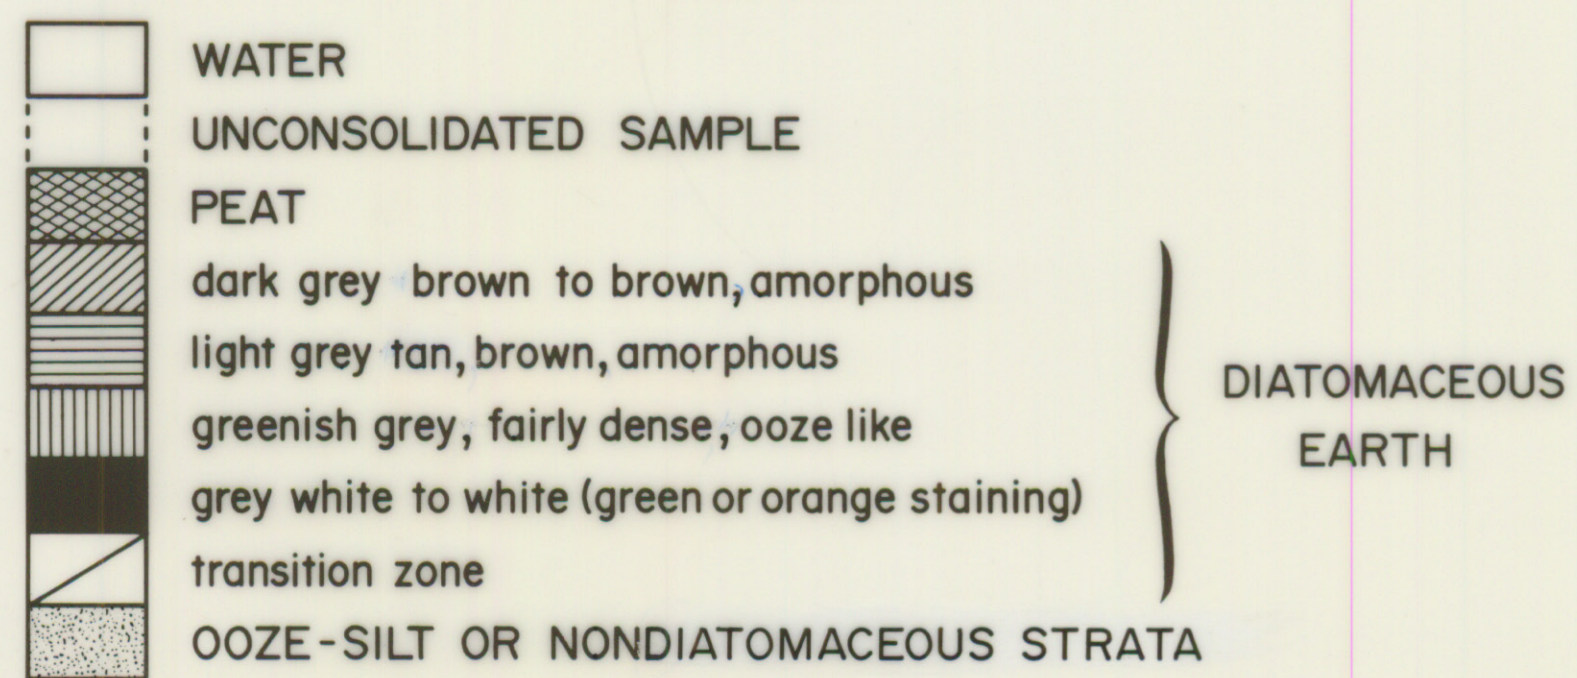 WATER
UNCONSOLIDATED SAMPLE
PEAT
dark grey brown to brown, amorphous
light grey tan, brown, amorphous
greenish grey, fairly dense, ooze like
grey white to white (green or orange staining)
transition zone
OOZE-SILT OR NONDIATOMACEOUS STRATA
DIATOMACEOUS
EARTH